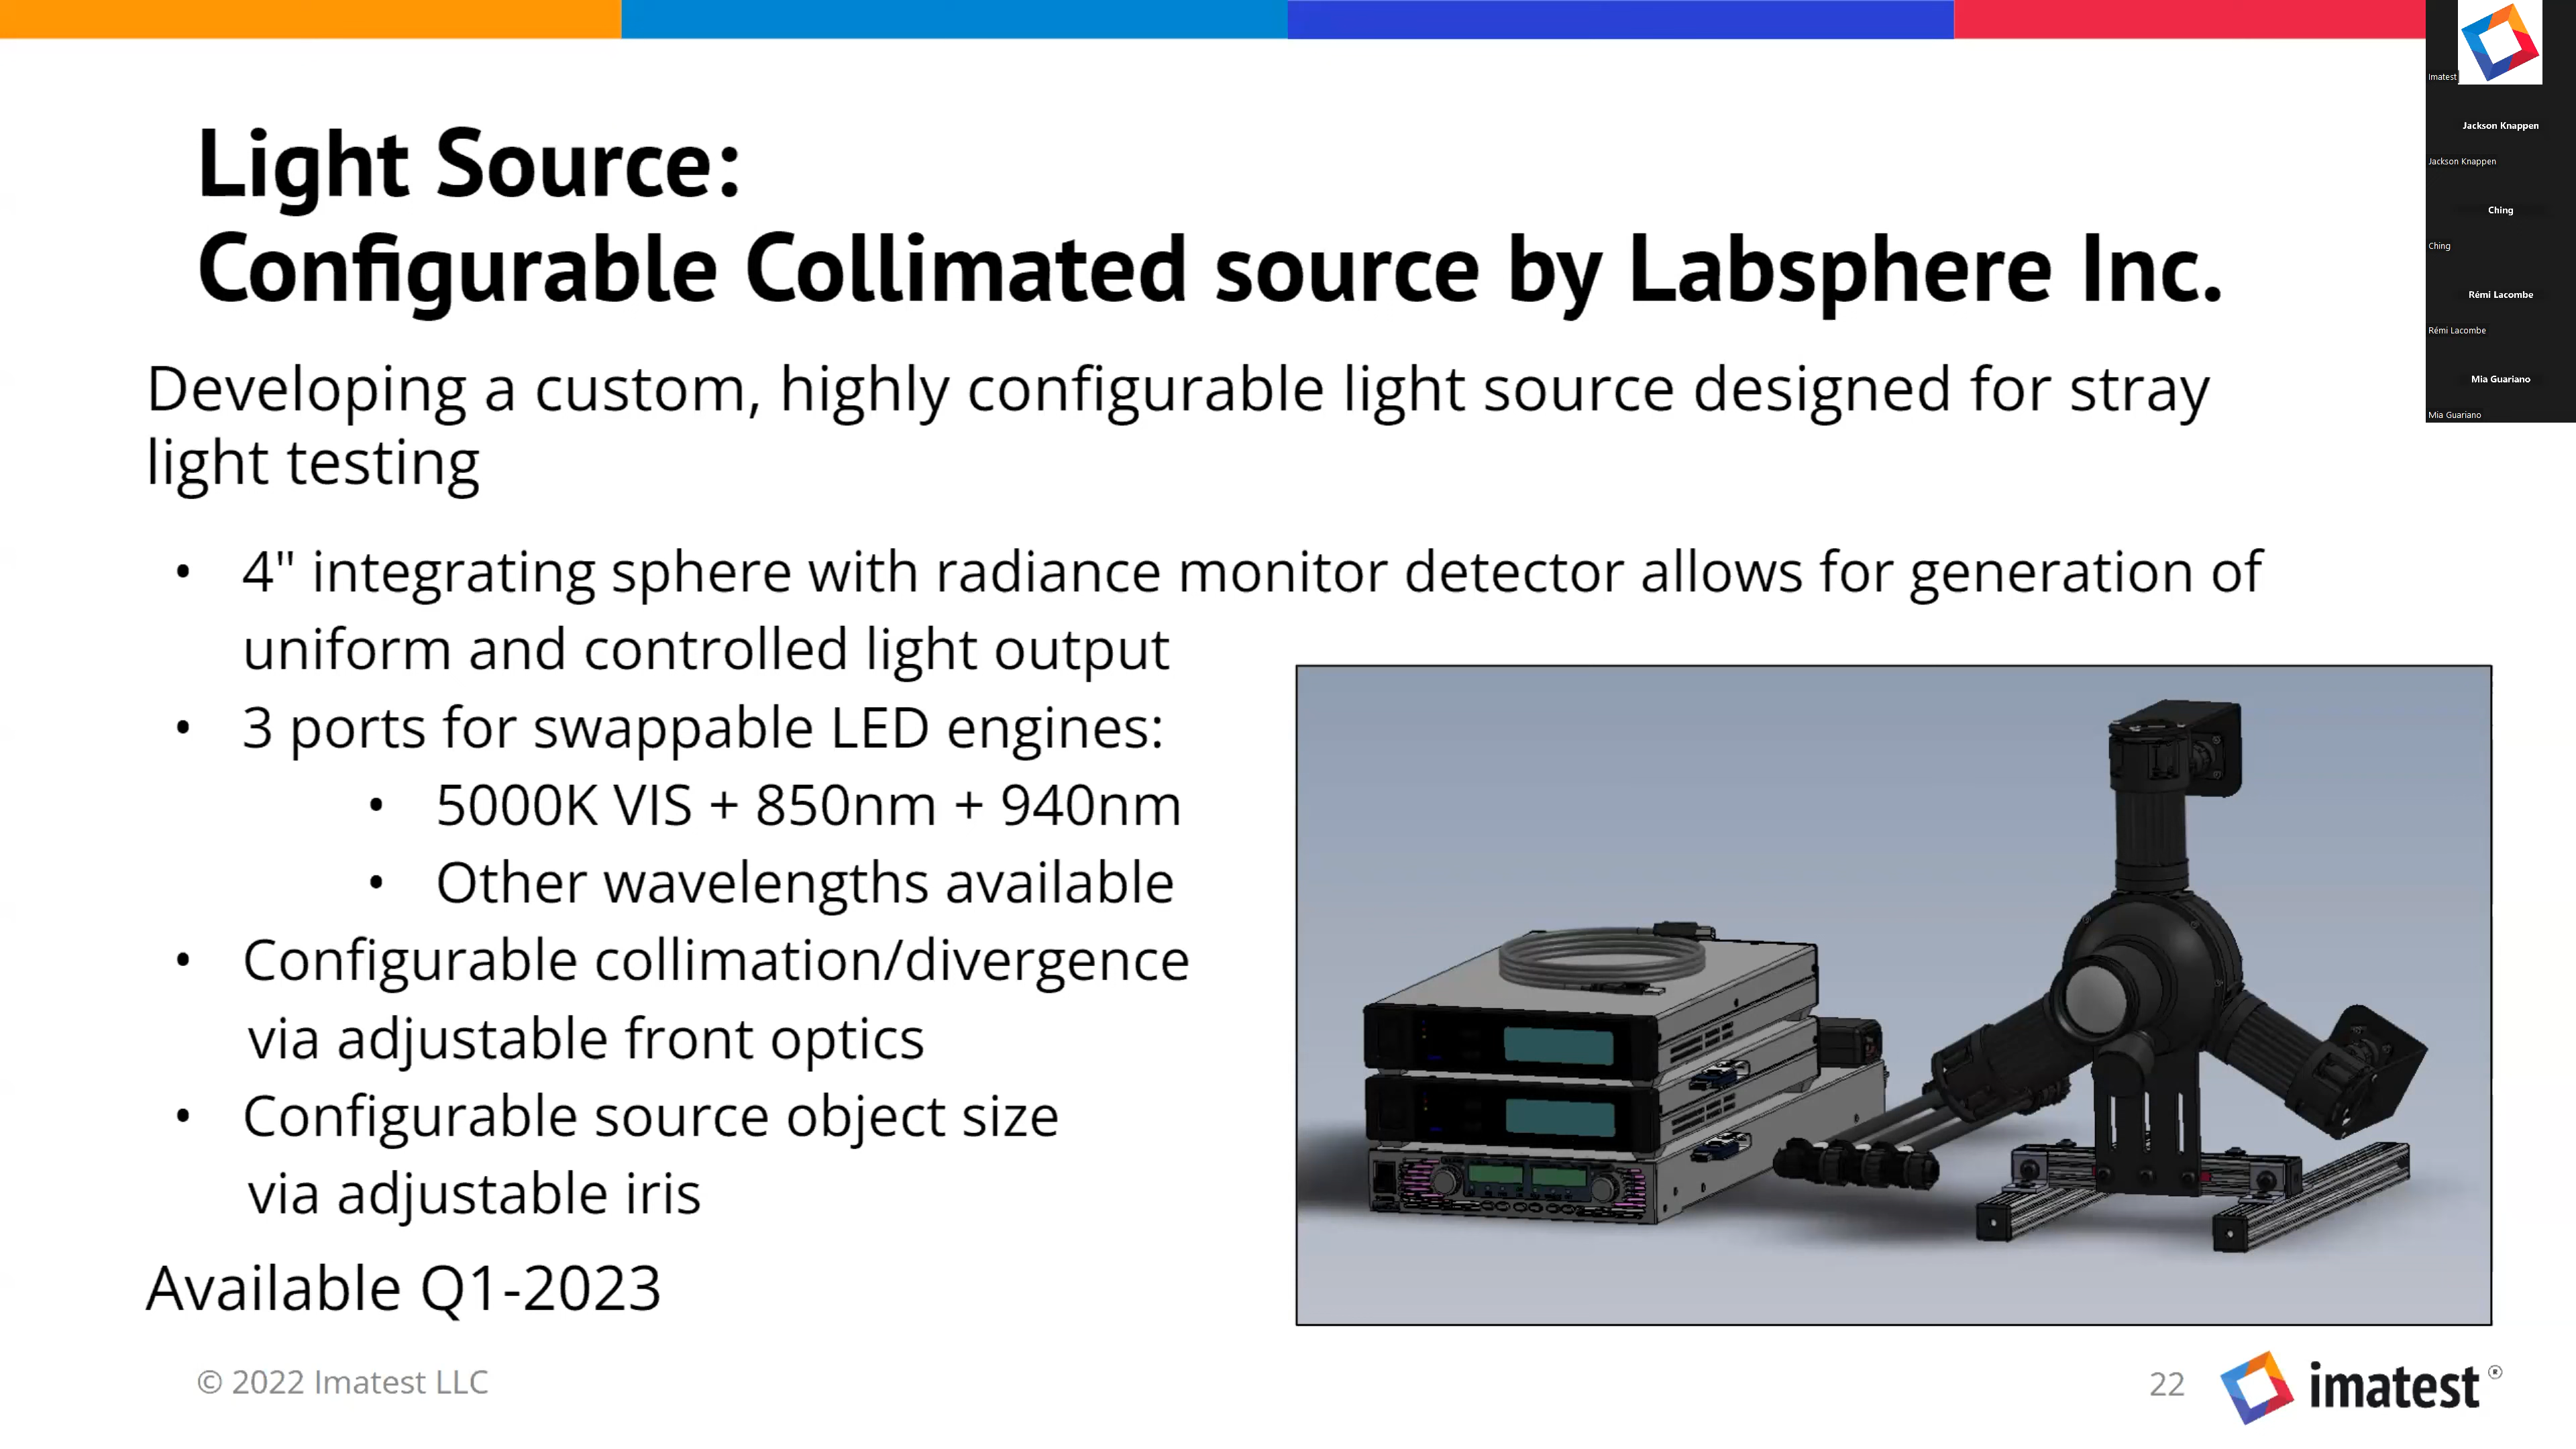 Light Source:
Configurable Collimated source by Labsphere Inc.
Developing a custom, highly configurable light source designed for stray
light testing
• 4" integrating sphere with radiance monitor detector allows for generation of
uniform and controlled light output
• 3 ports for swappable LED engines:
• 5000K VIS + 850nm + 940nm
• Other wavelengths available
• Configurable collimation/divergence
via adjustable front optics
• Configurable source object size
via adjustable iris
Available Q1-2023
© 2022 Imatest LLC
22
imatest®
Imatest
Jackson Knappen
Jackson Knappen
Ching
Ching
Rémi Lacombe
Rémi Lacombe
Mia Guariano
Mia Guariano